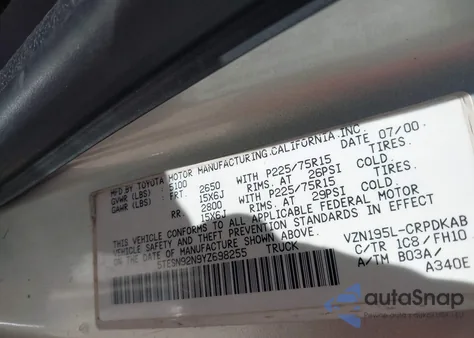 MFD BY TOYOTA MOTOR MANUFACTURING,CALIFORNIA.INC.
DATE 07/00
GVWR (LBS) 5100
GAWR (LBS) FRT. 2650 WITH P225/75R15 TIRES.
15X6J RIMS. AT 26PSI COLD.
RR. 2800 WITH P225/75R15 TIRES.
15X6J RIMS. AT 29PSI COLD.
THIS VEHICLE CONFORMS TO ALL APPLICABLE FEDERAL MOTOR
VEHICLE SAFETY AND THEFT PREVENTION STANDARDS IN EFFECT
ON DATE OF MANUFACTURE SHOWN ABOVE.
5TESN92N9YZ698255 TRUCK
VZN195L-CRPDKAB
C/TR 1C8/FH10
A/TM B03A/
A340E
autoSnap